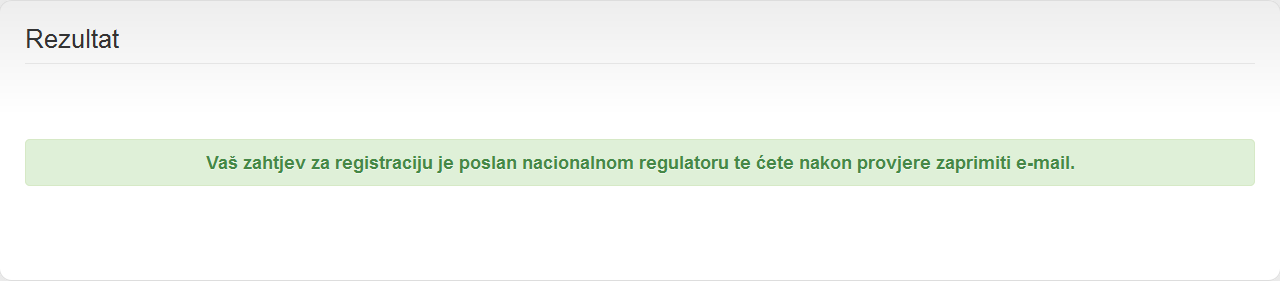 Rezultat
Vaš zahtjev za registraciju je poslan nacionalnom regulatoru te ćete nakon provjere zaprimiti e-mail.